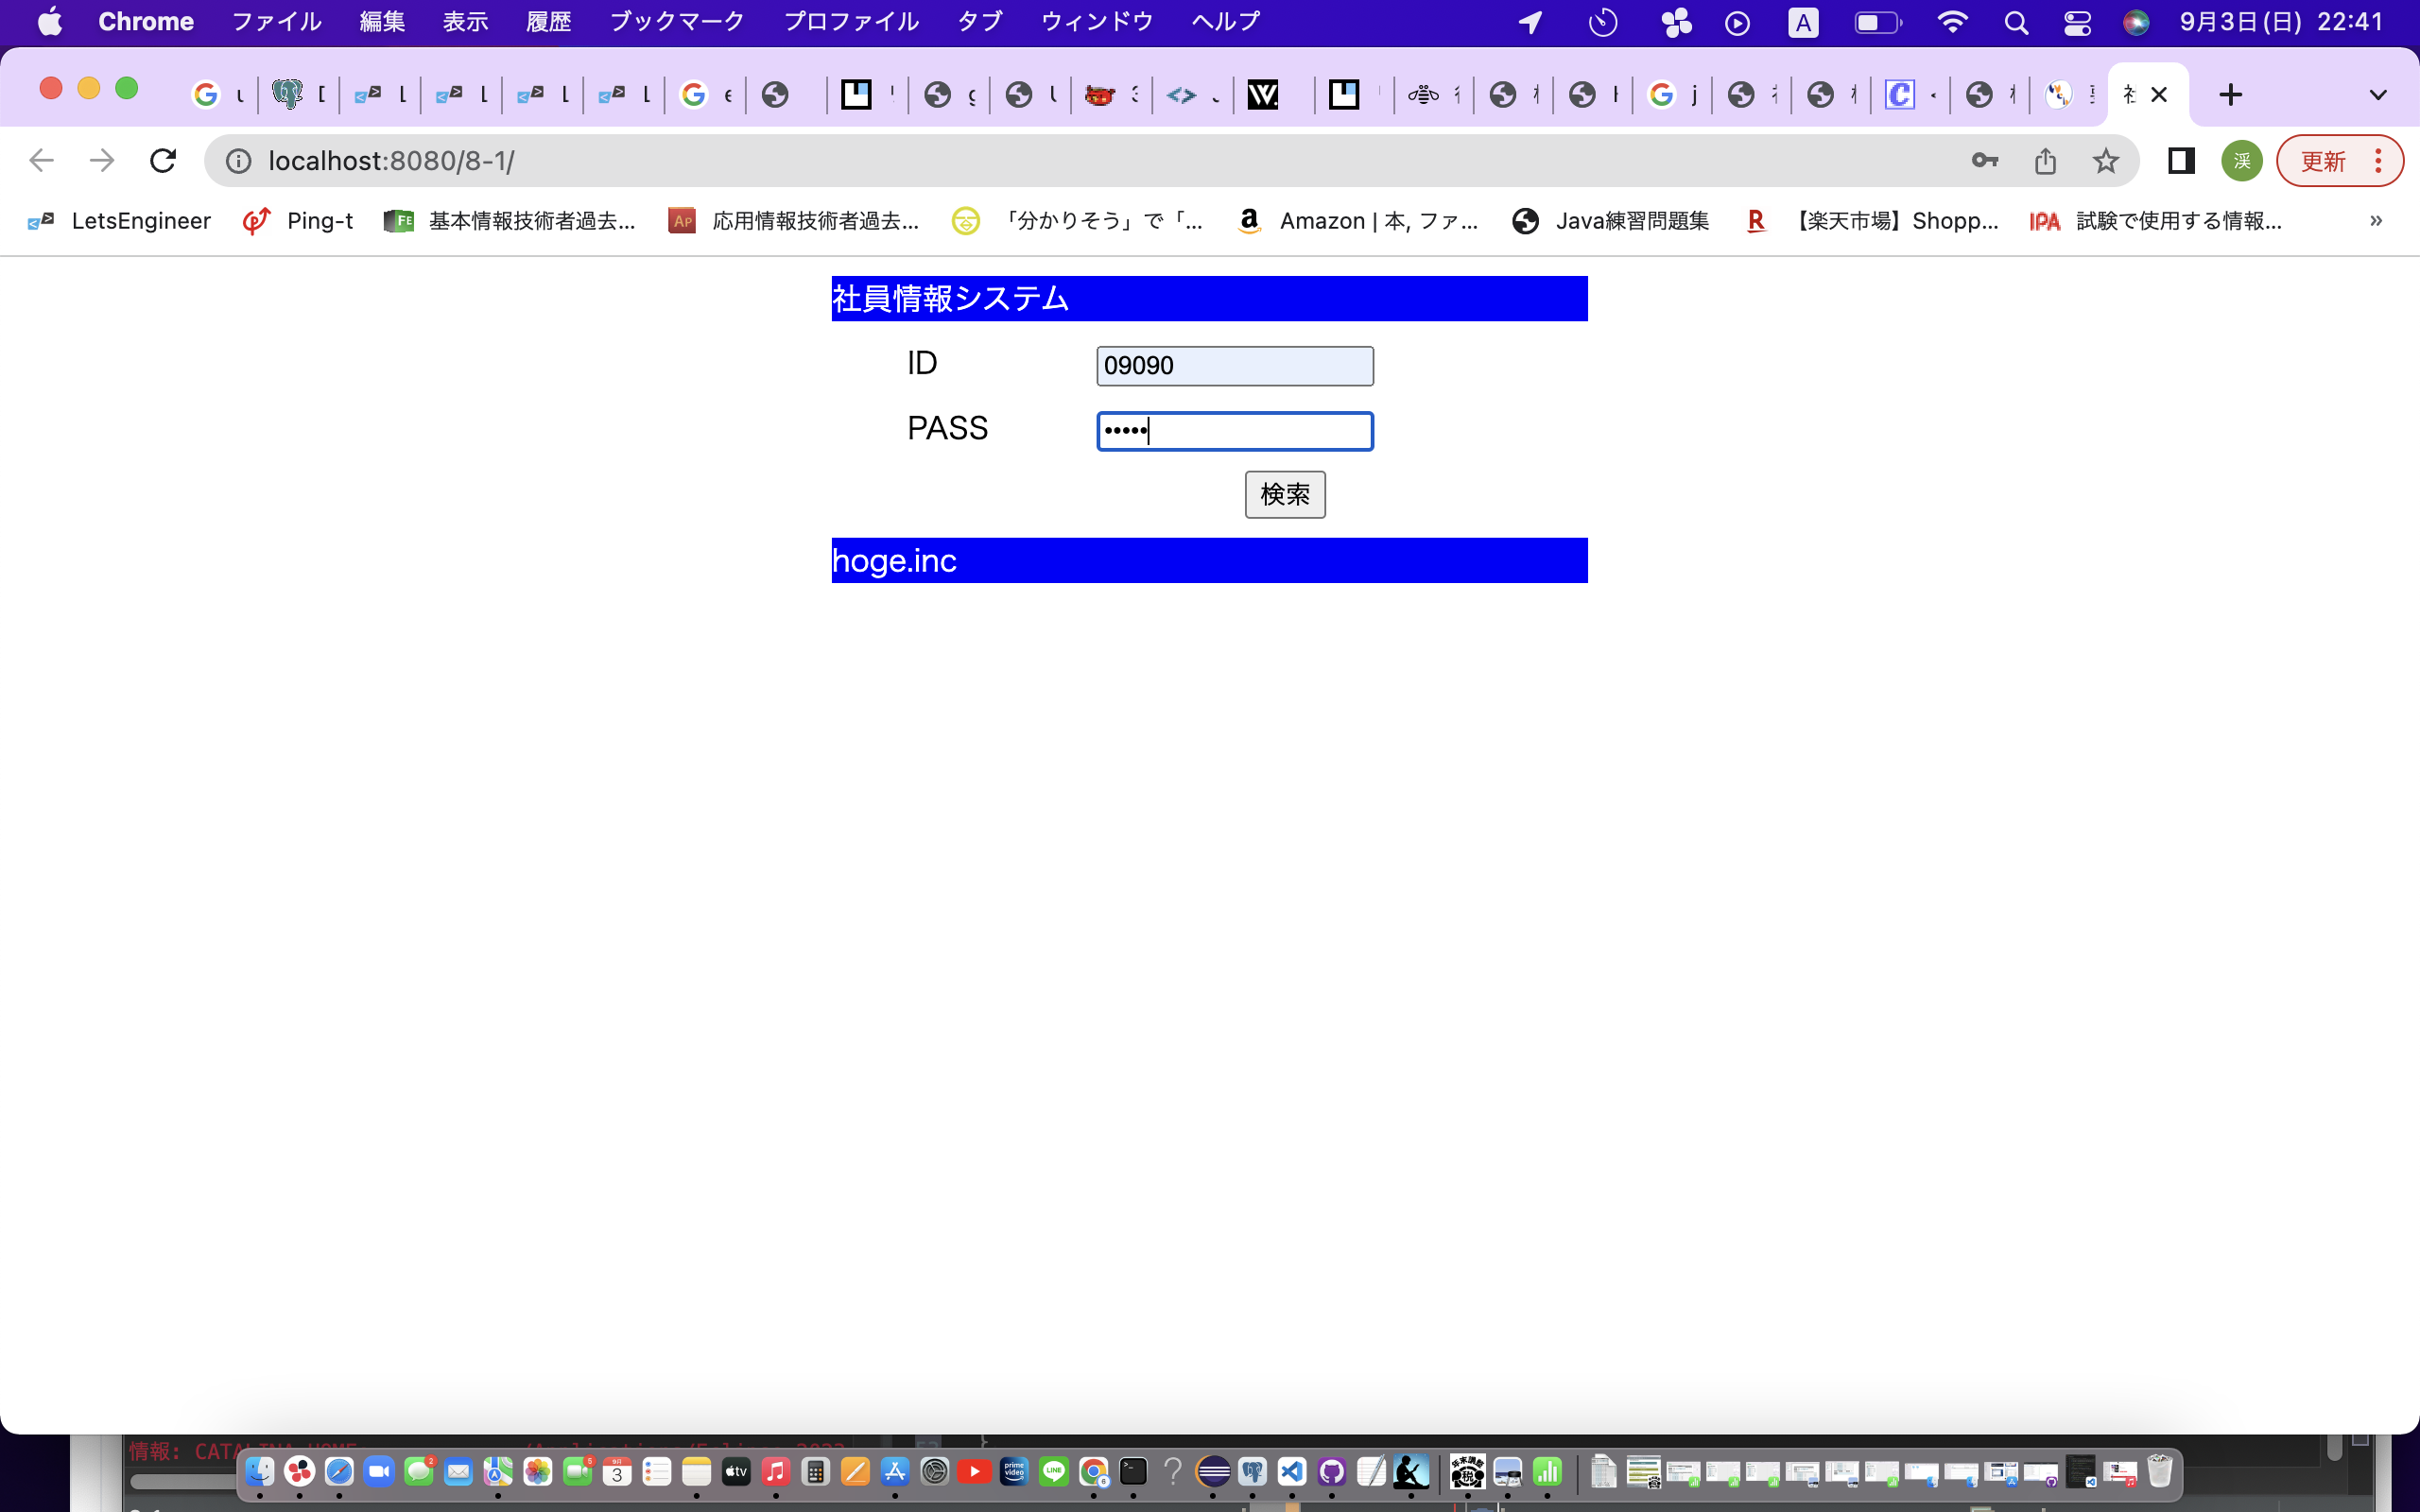 Chrome ファイル 編集 表示 履歴 ブックマーク プロファイル タブ ウィンドウ ヘルプ A 9月3日(日) 22:41
localhost:8080/8-1/ 渓 更新
LetsEngineer Ping-t FE 基本情報技術者過去... AP 応用情報技術者過去... 「分かりそう」で「... Amazon | 本, ファ... Java練習問題集 R 【楽天市場】Shopp... IPA 試験で使用する情報... »
社員情報システム
ID 09090
PASS •••••
検索
hoge.inc
情報: CATALINA_HOME